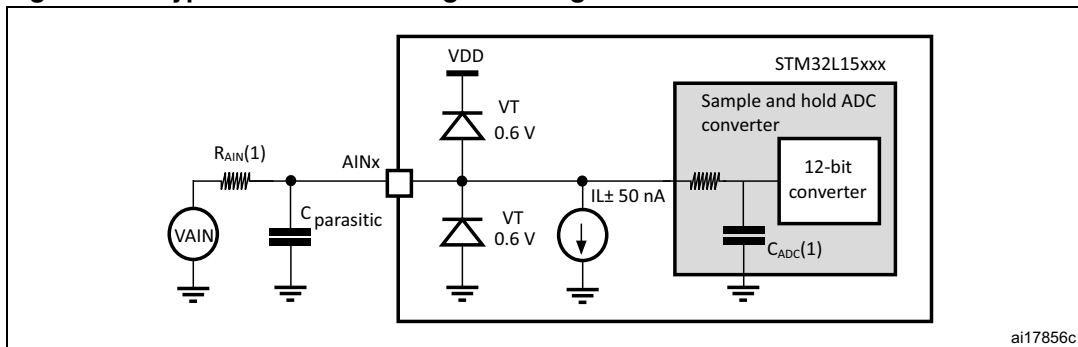 VDD
STM32L15xxx
Sample and hold ADC
converter
VT
0.6 V
RAIN(1)
AINx
12-bit
converter
IL± 50 nA
VAIN
C parasitic
VT
0.6 V
CADC(1)
ai17856c